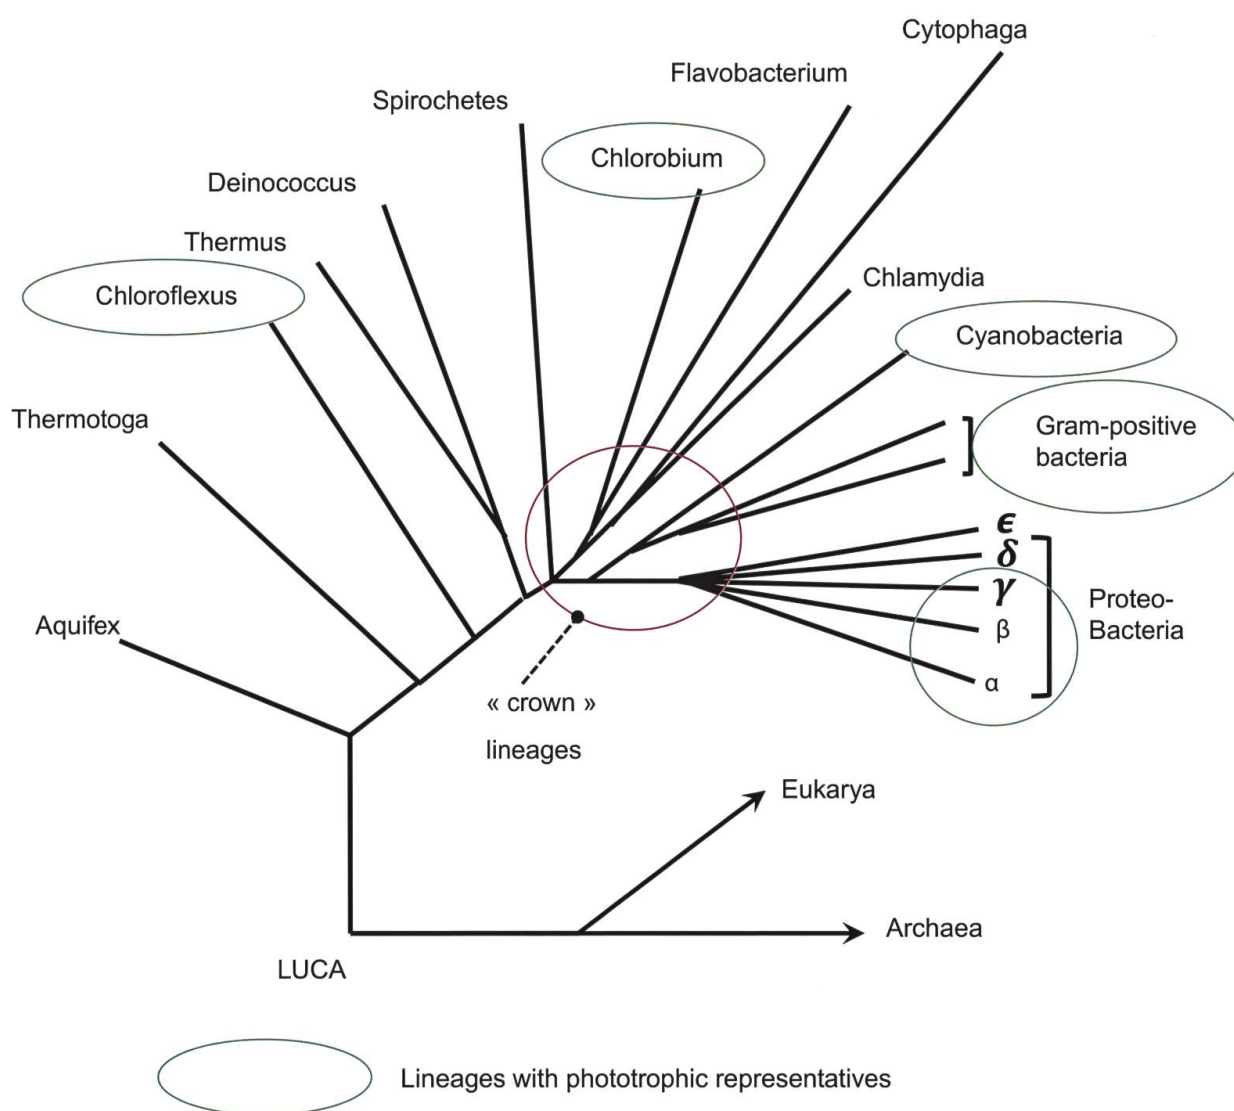 Cytophaga
Flavobacterium
Spirochetes
Chlorobium
Deinococcus
Thermus
Chloroflexus
Chlamydia
Cyanobacteria
Thermotoga
Gram-positive
bacteria
ϵ
δ
γ
β
α
Proteo-
Bacteria
Aquifex
« crown »
lineages
Eukarya
Archaea
LUCA
Lineages with phototrophic representatives